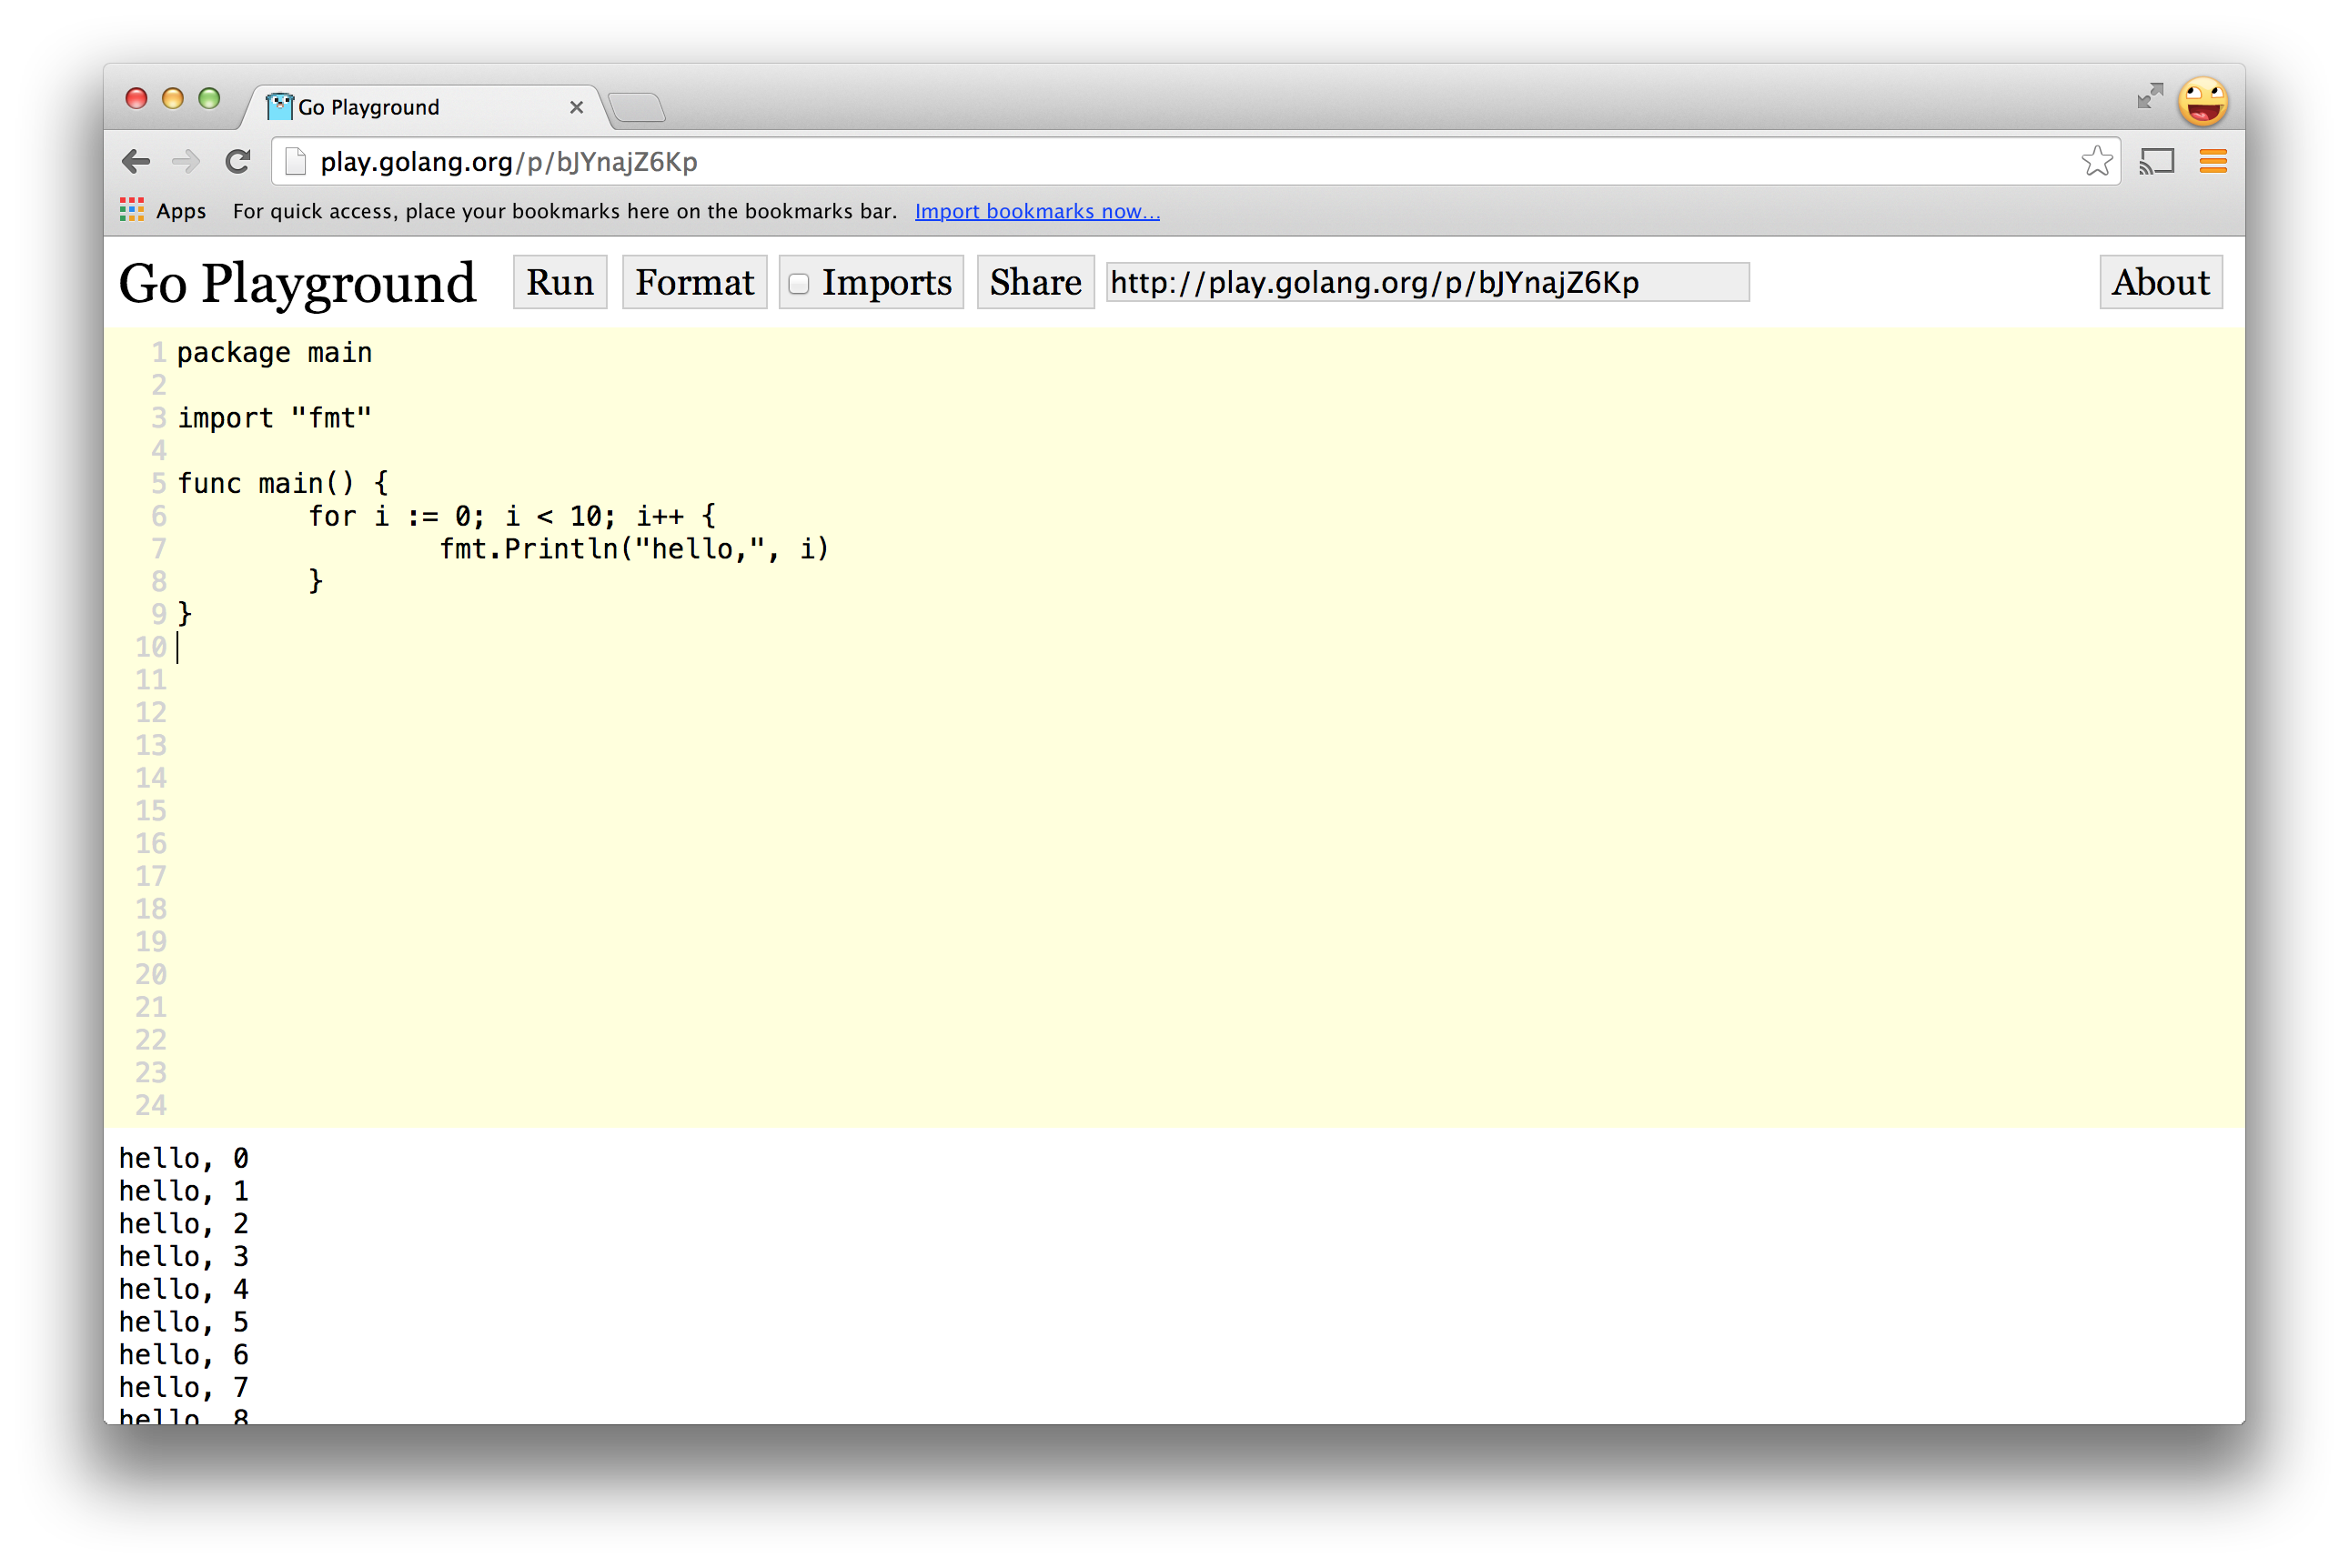 Go Playground
play.golang.org/p/bJYnajZ6Kp
Apps For quick access, place your bookmarks here on the bookmarks bar. Import bookmarks now...
Go Playground Run Format Imports Share http://play.golang.org/p/bJYnajZ6Kp About
1 package main
2
3 import "fmt"
4
5 func main() {
6 for i := 0; i < 10; i++ {
7 fmt.Println("hello,", i)
8 }
9 }
10
11
12
13
14
15
16
17
18
19
20
21
22
23
24
hello, 0
hello, 1
hello, 2
hello, 3
hello, 4
hello, 5
hello, 6
hello, 7
hello, 8